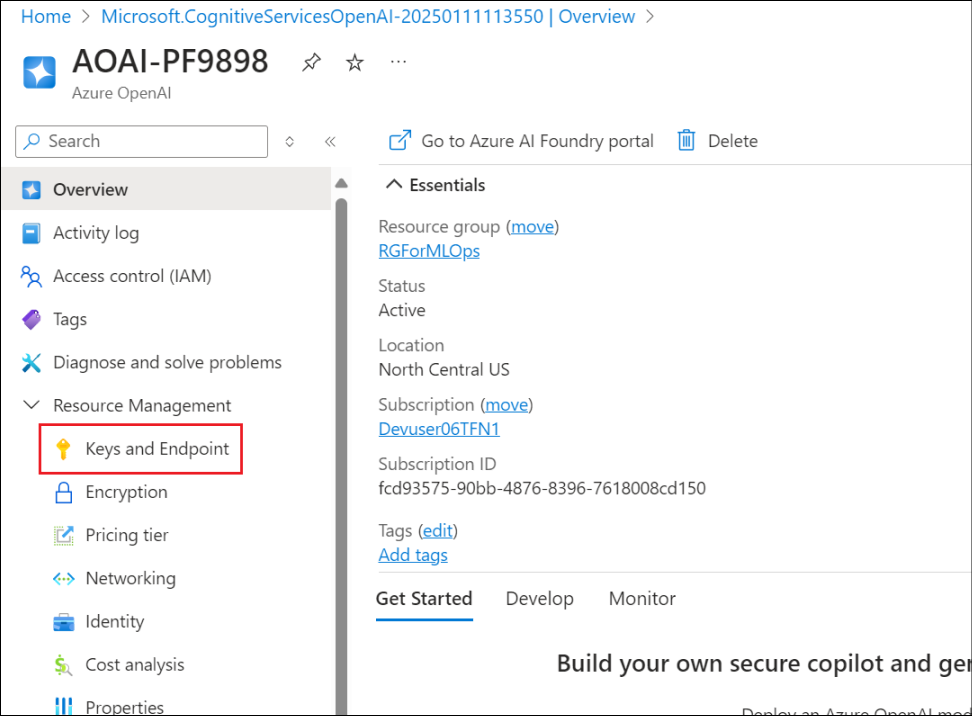 Home > Microsoft.CognitiveServicesOpenAI-20250111113550 | Overview >
AOAI-PF9898 ...
Azure OpenAI
Search
Overview
Activity log
Access control (IAM)
Tags
Diagnose and solve problems
Resource Management
Keys and Endpoint
Encryption
Pricing tier
Networking
Identity
Cost analysis
Properties
Go to Azure AI Foundry portal Delete
Essentials
Resource group (move)
RGForMLOps
Status
Active
Location
North Central US
Subscription (move)
Devuser06TFN1
Subscription ID
fcd93575-90bb-4876-8396-7618008cd150
Tags (edit)
Add tags
Get Started Develop Monitor
Build your own secure copilot and ge
Deploy an Azure OpenAI mod